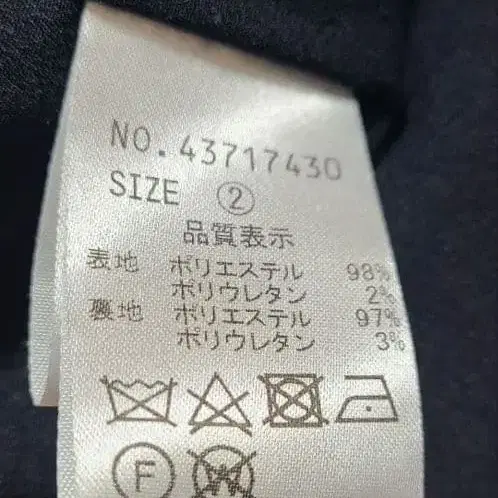 NO.43717430
SIZE ②
品質表示
表地 ポリエステル 98%
ポリウレタン 2%
裏地 ポリエステル 97%
ポリウレタン 3%
F W